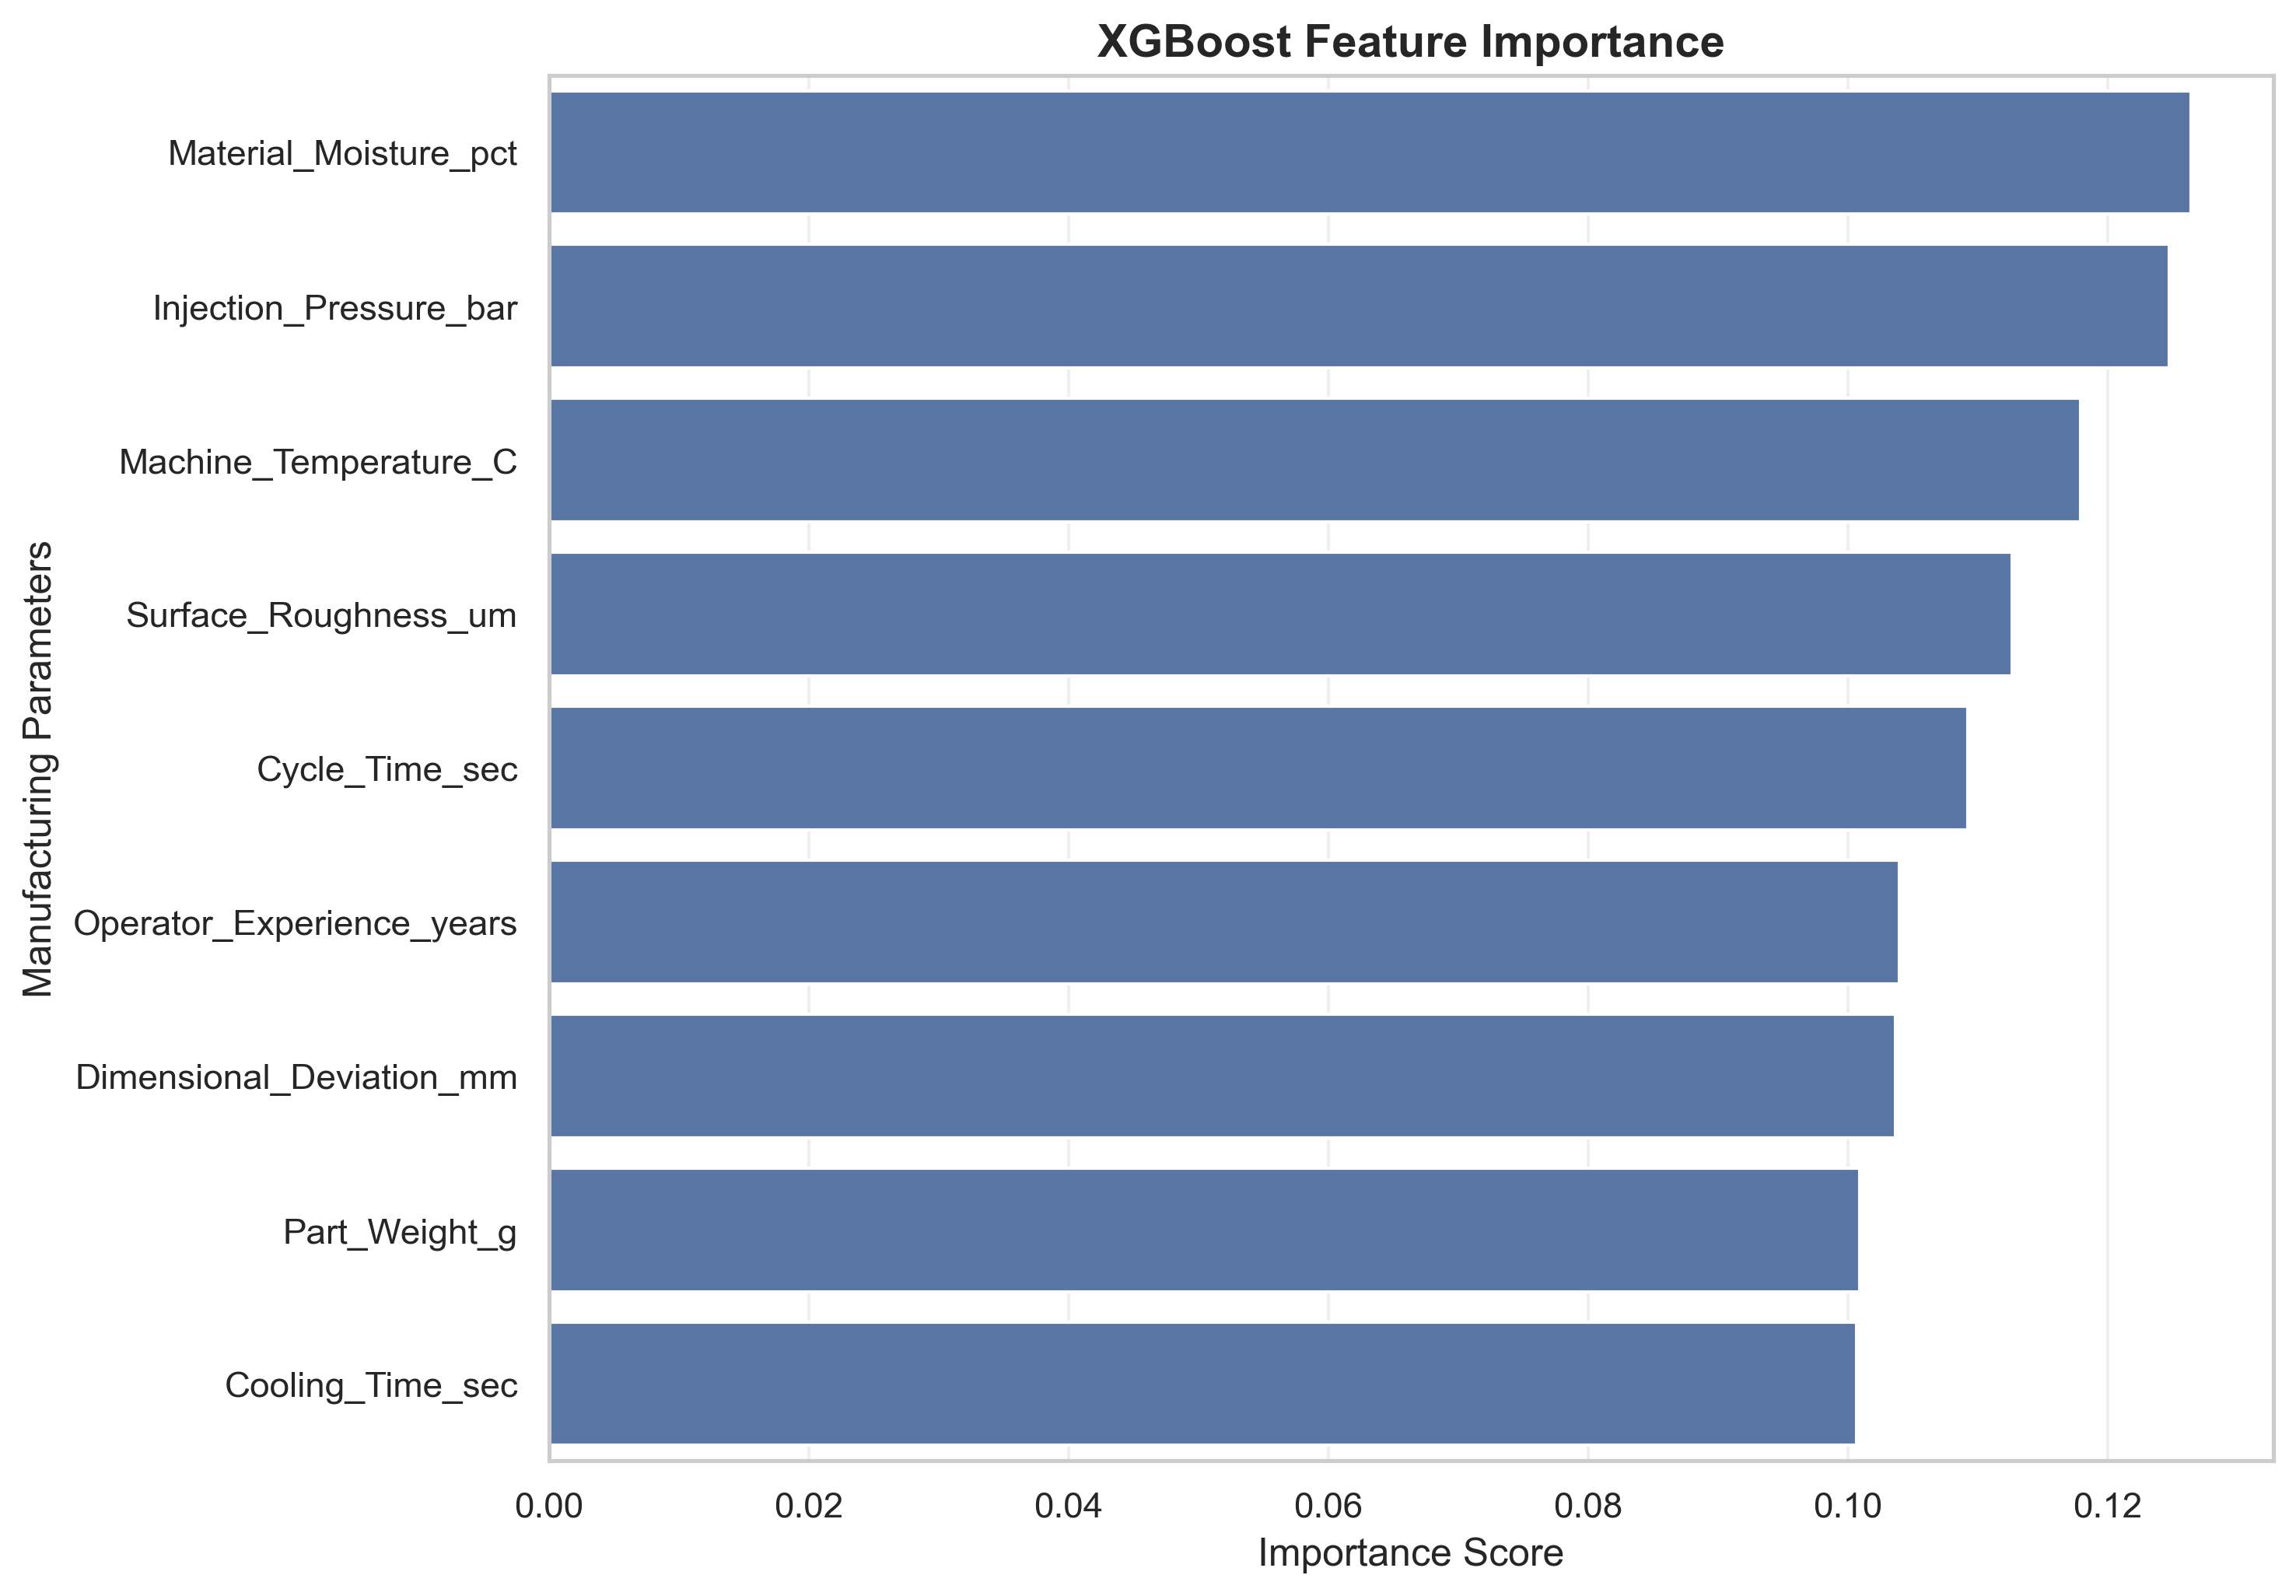 XGBoost Feature Importance
Material_Moisture_pct
Injection_Pressure_bar
Machine_Temperature_C
Surface_Roughness_um
Cycle_Time_sec
Operator_Experience_years
Dimensional_Deviation_mm
Part_Weight_g
Cooling_Time_sec
Manufacturing Parameters
0.00 0.02 0.04 0.06 0.08 0.10 0.12
Importance Score